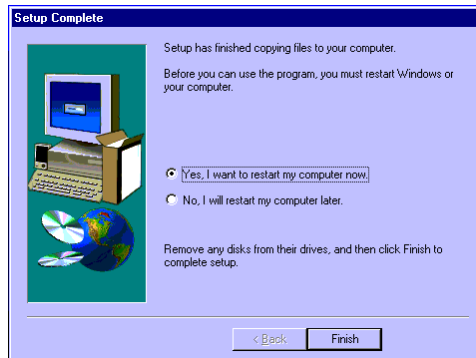 Setup Complete
Setup has finished copying files to your computer.
Before you can use the program, you must restart Windows or
your computer.
Yes, I want to restart my computer now.
No, I will restart my computer later.
Remove any disks from their drives, and then click Finish to
complete setup.
< Back
Finish